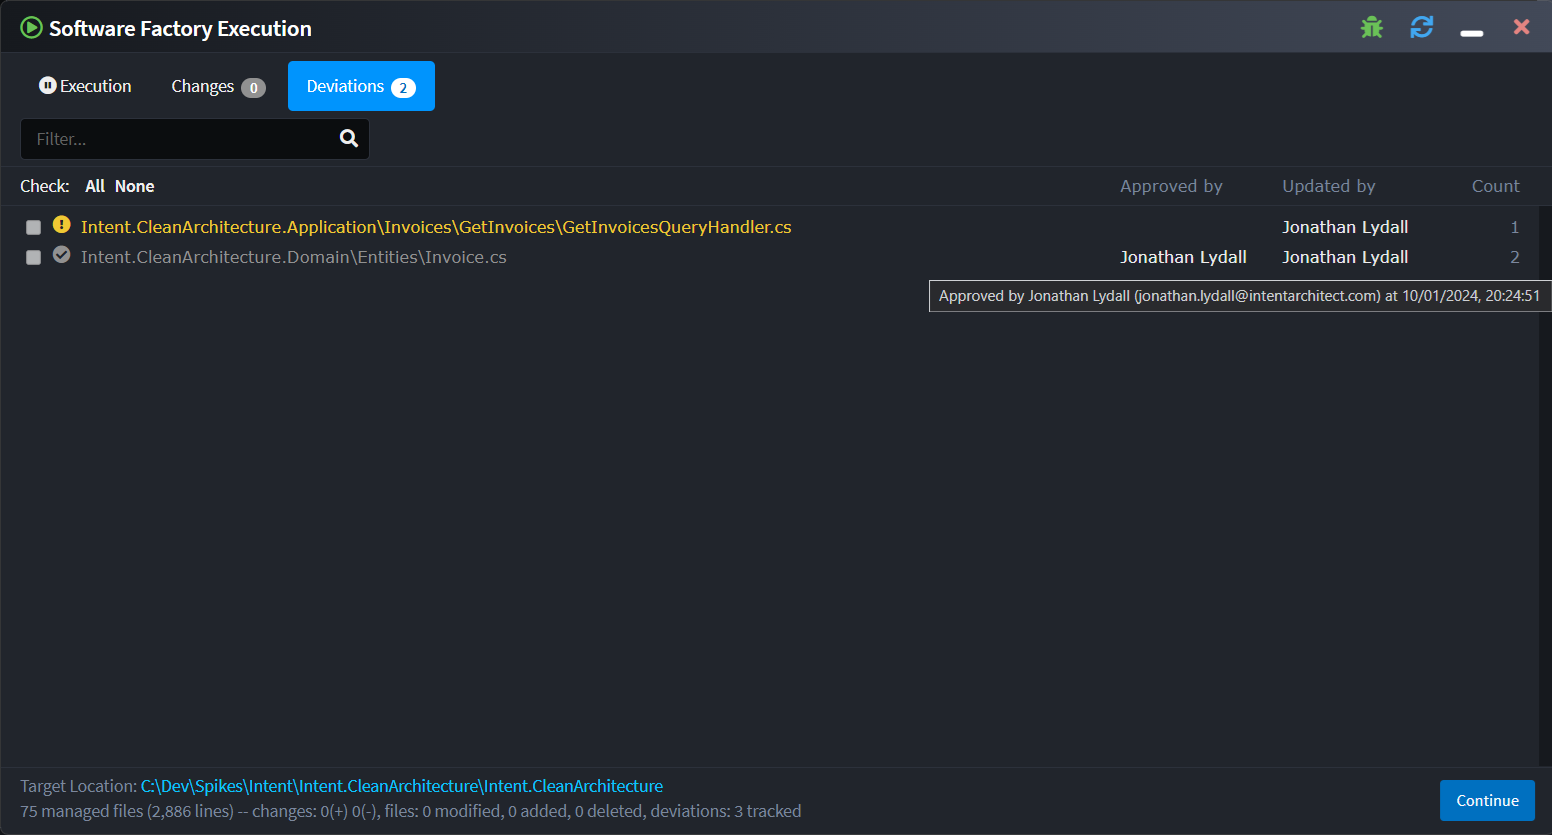 Software Factory Execution
Execution Changes 0 Deviations 2
Filter...
Check: All None Approved by Updated by Count
Intent.CleanArchitecture.Application\Invoices\GetInvoices\GetInvoicesQueryHandler.cs Jonathan Lydall 1
Intent.CleanArchitecture.Domain\Entities\Invoice.cs Jonathan Lydall Jonathan Lydall 2
Approved by Jonathan Lydall (jonathan.lydall@intentarchitect.com) at 10/01/2024, 20:24:51
Target Location: C:\Dev\Spikes\Intent\Intent.CleanArchitecture\Intent.CleanArchitecture
75 managed files (2,886 lines) -- changes: 0(+) 0(-), files: 0 modified, 0 added, 0 deleted, deviations: 3 tracked
Continue